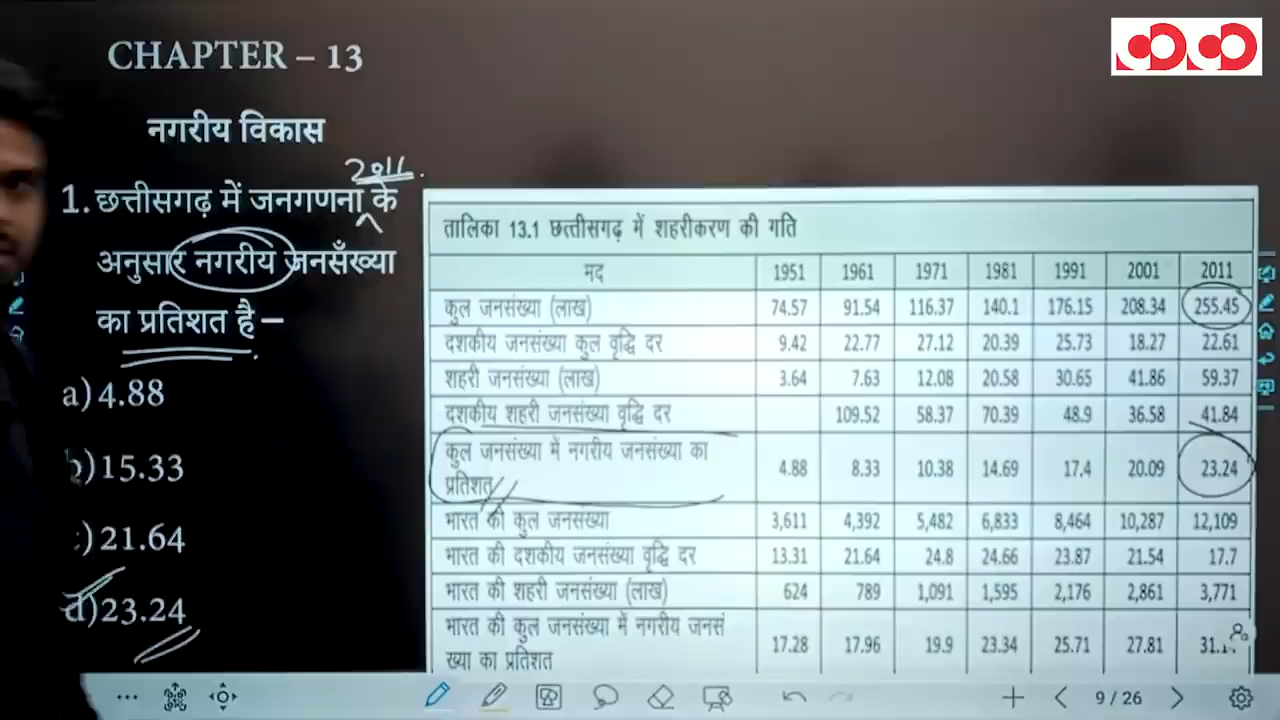 CHAPTER – 13
नगरीय विकास
2011.
1. छत्तीसगढ़ में जनगणना के
अनुसार नगरीय जनसँख्या
का प्रतिशत है –
a) 4.88
b) 15.33
c) 21.64
d) 23.24
तालिका 13.1 छत्तीसगढ़ में शहरीकरण की गति
मद 1951 1961 1971 1981 1991 2001 2011
कुल जनसंख्या (लाख) 74.57 91.54 116.37 140.1 176.15 208.34 255.45
दशकीय जनसंख्या कुल वृद्धि दर 9.42 22.77 27.12 20.39 25.73 18.27 22.61
शहरी जनसंख्या (लाख) 3.64 7.63 12.08 20.58 30.65 41.86 59.37
दशकीय शहरी जनसंख्या वृद्धि दर 109.52 58.37 70.39 48.9 36.58 41.84
कुल जनसंख्या में नगरीय जनसंख्या का
प्रतिशत 4.88 8.33 10.38 14.69 17.4 20.09 23.24
भारत की कुल जनसंख्या 3,611 4,392 5,482 6,833 8,464 10,287 12,109
भारत की दशकीय जनसंख्या वृद्धि दर 13.31 21.64 24.8 24.66 23.87 21.54 17.7
भारत की शहरी जनसंख्या (लाख) 624 789 1,091 1,595 2,176 2,861 3,771
भारत की कुल जनसंख्या में नगरीय जनसं
ख्या का प्रतिशत 17.28 17.96 19.9 23.34 25.71 27.81
9 / 26